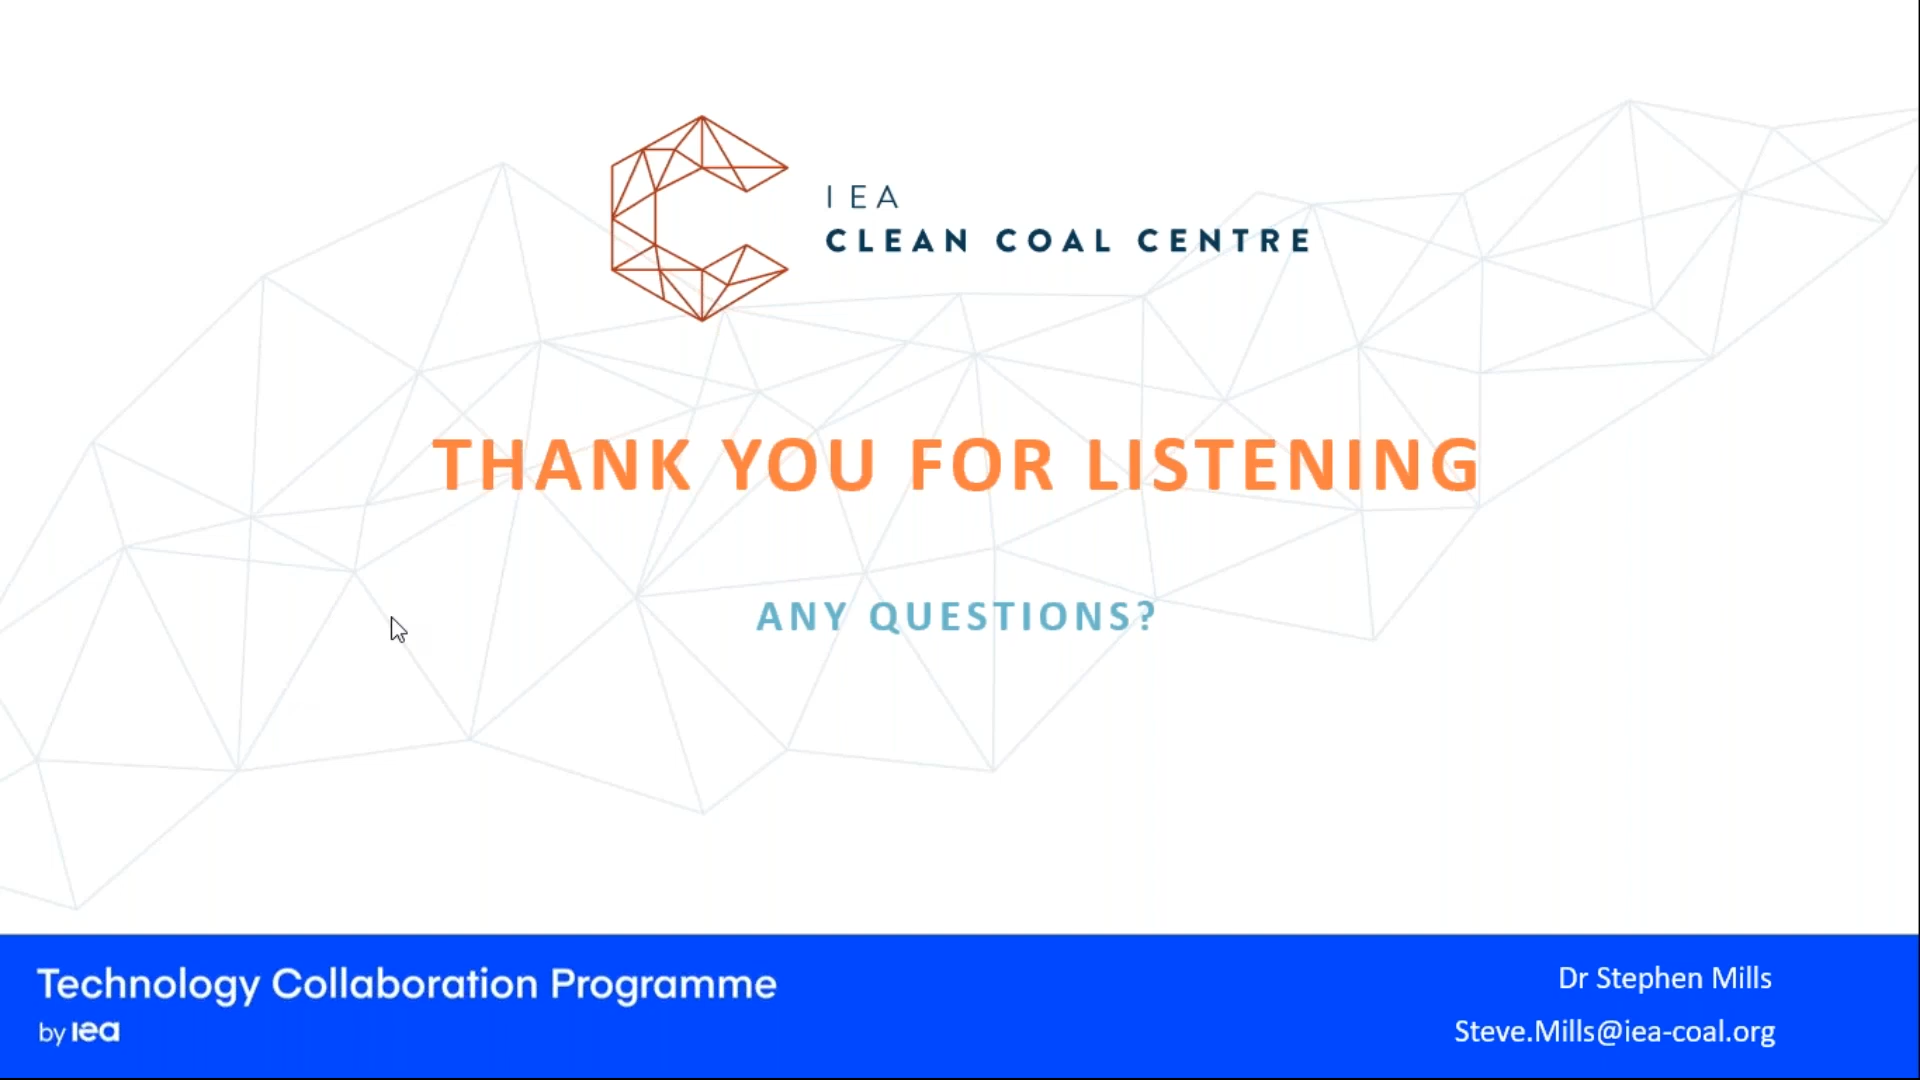 IEA
CLEAN COAL CENTRE
THANK YOU FOR LISTENING
ANY QUESTIONS?
Technology Collaboration Programme
by iea
Dr Stephen Mills
Steve.Mills@iea-coal.org